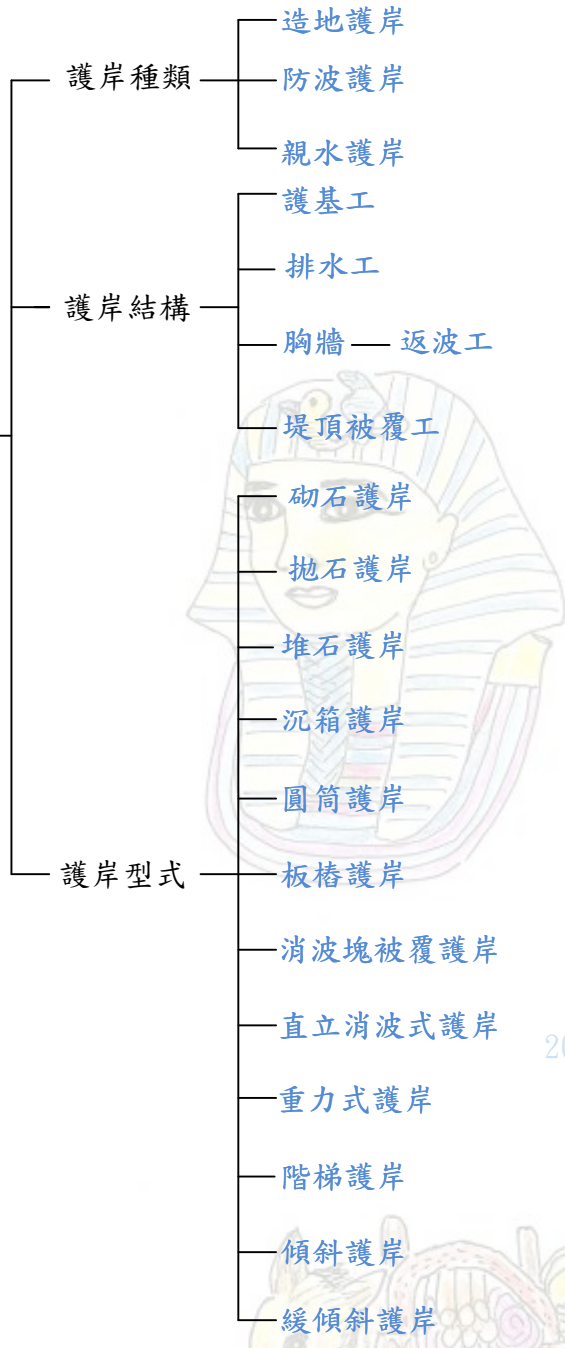 護岸種類
造地護岸
防波護岸
親水護岸
護岸結構
護基工
排水工
胸牆 返波工
堤頂被覆工
護岸型式
砌石護岸
拋石護岸
堆石護岸
沉箱護岸
圓筒護岸
板樁護岸
消波塊被覆護岸
直立消波式護岸
重力式護岸
階梯護岸
傾斜護岸
緩傾斜護岸